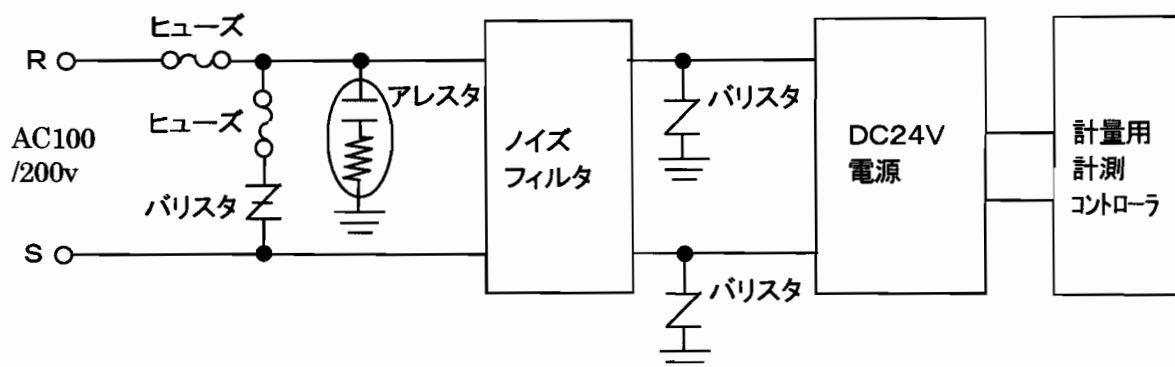 ヒューズ
R
アレスタ
バリスタ
ヒューズ
AC100
/200v
ノイズ
フィルタ
DC24V
電源
計量用
計測
コントローラ
バリスタ
S
バリスタ